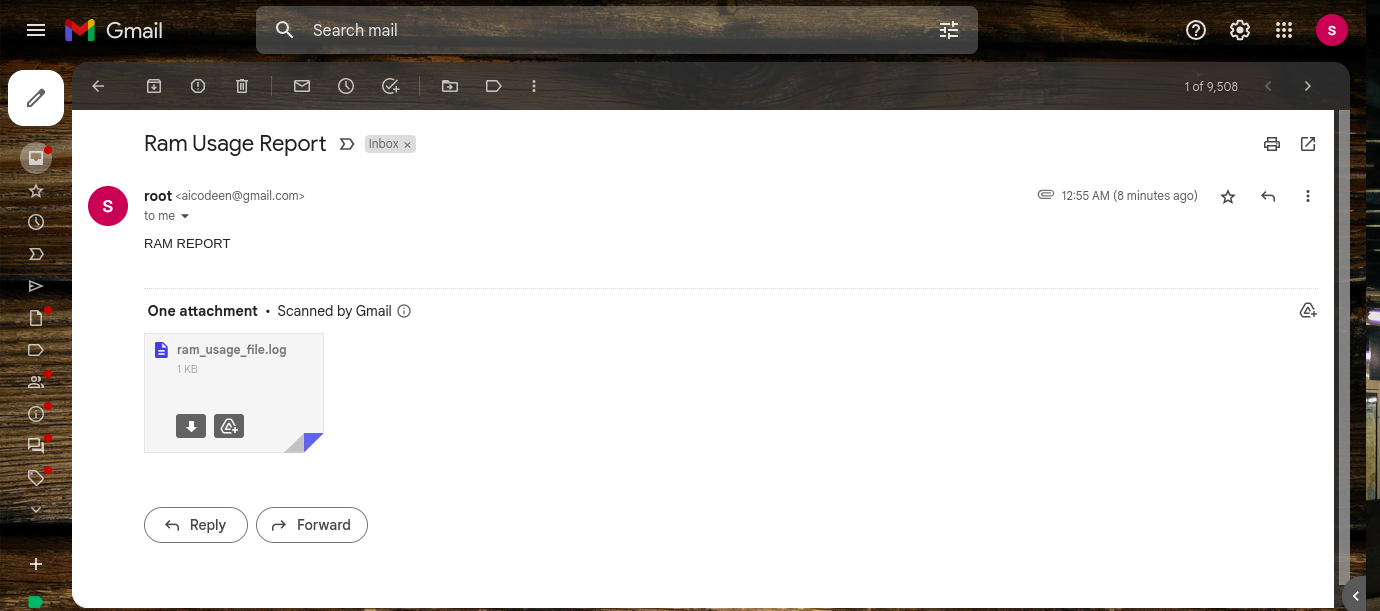 Gmail
Search mail
S
1 of 9,508
Ram Usage Report
Inbox ×
S
root <aicodeen@gmail.com>
12:55 AM (8 minutes ago)
to me
RAM REPORT
One attachment • Scanned by Gmail
ram_usage_file.log
1 KB
Reply
Forward